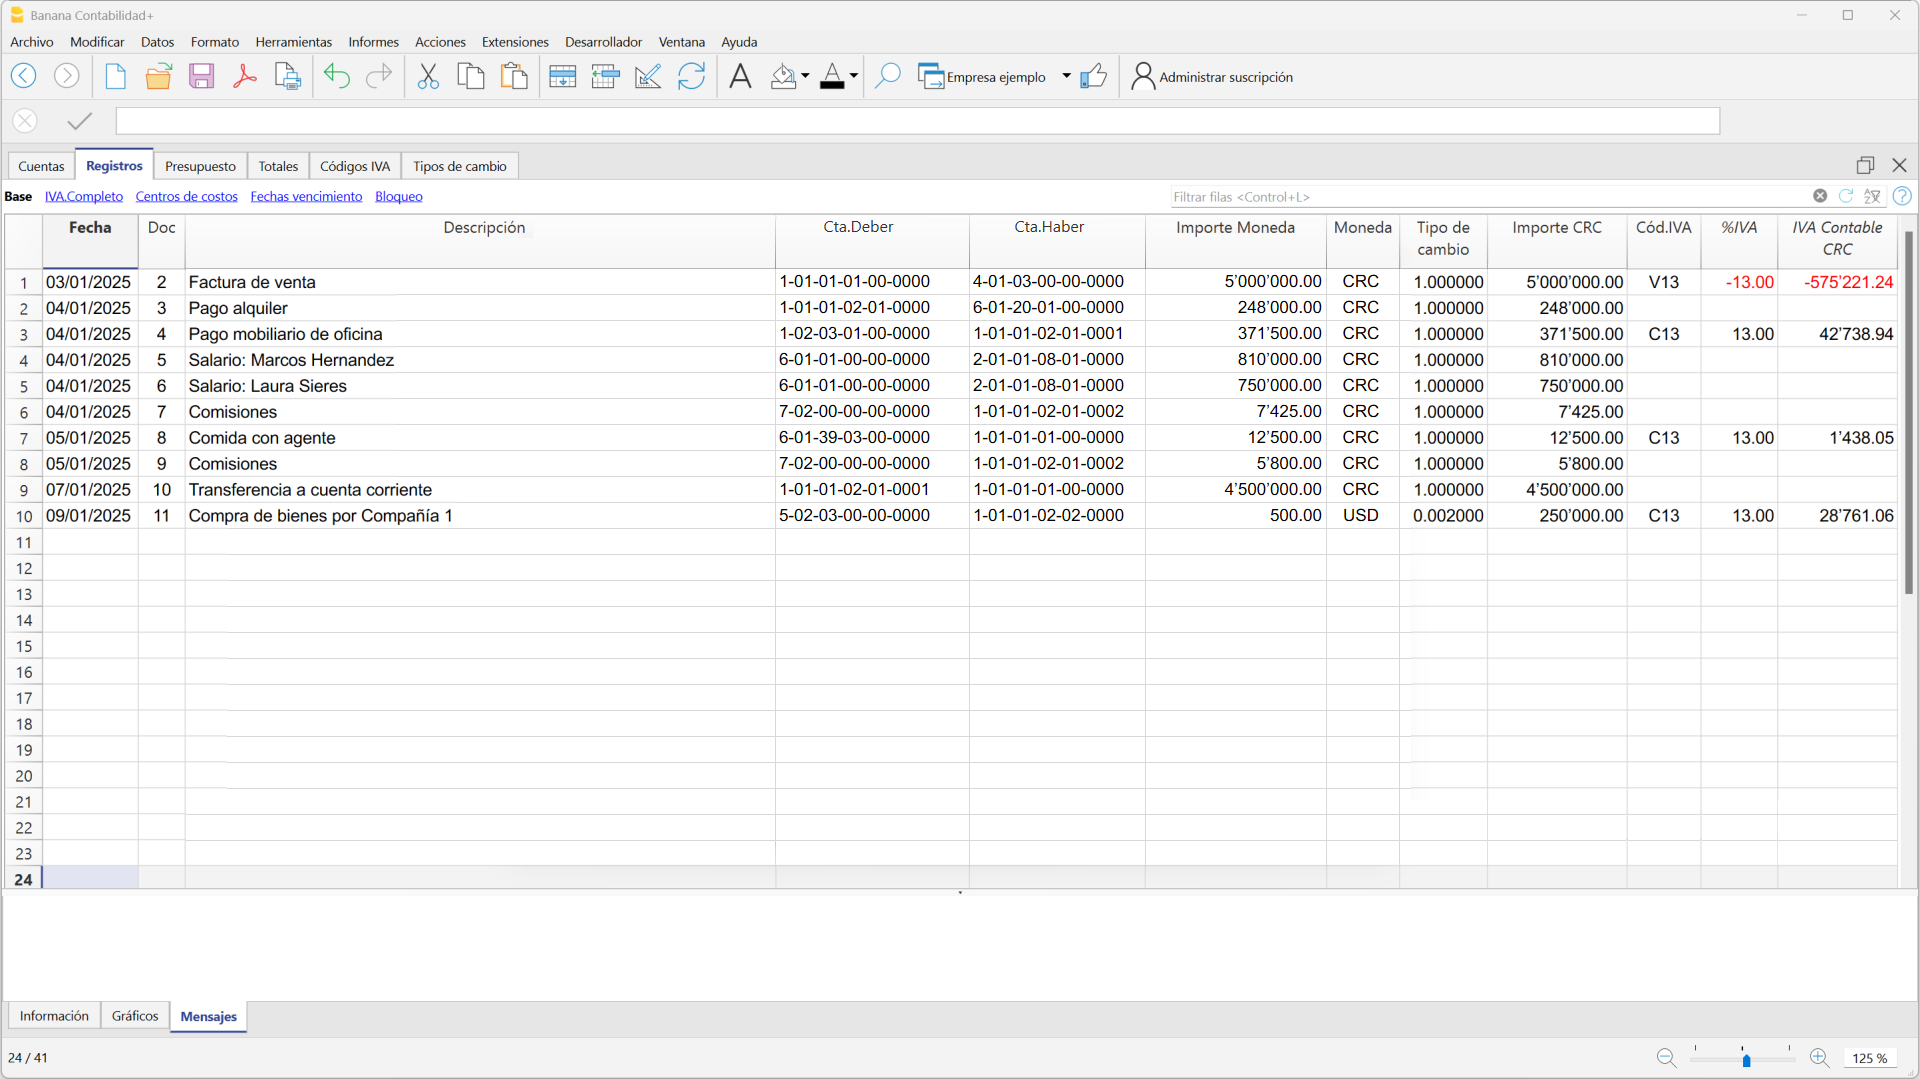 Banana Contabilidad+
Archivo Modificar Datos Formato Herramientas Informes Acciones Extensiones Desarrollador Ventana Ayuda
Empresa ejemplo Administrar suscripción
Cuentas Registros Presupuesto Totales Códigos IVA Tipos de cambio
Base IVA.Completo Centros de costos Fechas vencimiento Bloqueo Filtrar filas <Control+L>
Fecha Doc Descripción Cta.Deber Cta.Haber Importe Moneda Moneda Tipo de cambio Importe CRC Cód.IVA %IVA IVA Contable CRC
1 03/01/2025 2 Factura de venta 1-01-01-01-00-0000 4-01-03-00-00-0000 5’000’000.00 CRC 1.000000 5’000’000.00 V13 -13.00 -575’221.24
2 04/01/2025 3 Pago alquiler 1-01-01-02-01-0000 6-01-20-01-00-0000 248’000.00 CRC 1.000000 248’000.00
3 04/01/2025 4 Pago mobiliario de oficina 1-02-03-01-00-0000 1-01-01-02-01-0001 371’500.00 CRC 1.000000 371’500.00 C13 13.00 42’738.94
4 04/01/2025 5 Salario: Marcos Hernandez 6-01-01-00-00-0000 2-01-01-08-01-0000 810’000.00 CRC 1.000000 810’000.00
5 04/01/2025 6 Salario: Laura Sieres 6-01-01-00-00-0000 2-01-01-08-01-0000 750’000.00 CRC 1.000000 750’000.00
6 04/01/2025 7 Comisiones 7-02-00-00-00-0000 1-01-01-02-01-0002 7’425.00 CRC 1.000000 7’425.00
7 05/01/2025 8 Comida con agente 6-01-39-03-00-0000 1-01-01-01-00-0000 12’500.00 CRC 1.000000 12’500.00 C13 13.00 1’438.05
8 05/01/2025 9 Comisiones 7-02-00-00-00-0000 1-01-01-02-01-0002 5’800.00 CRC 1.000000 5’800.00
9 07/01/2025 10 Transferencia a cuenta corriente 1-01-01-02-01-0001 1-01-01-01-00-0000 4’500’000.00 CRC 1.000000 4’500’000.00
10 09/01/2025 11 Compra de bienes por Compañía 1 5-02-03-00-00-0000 1-01-01-02-02-0000 500.00 USD 0.002000 250’000.00 C13 13.00 28’761.06
11
12
13
14
15
16
17
18
19
20
21
22
23
24
Información Gráficos Mensajes
24 / 41 125 %